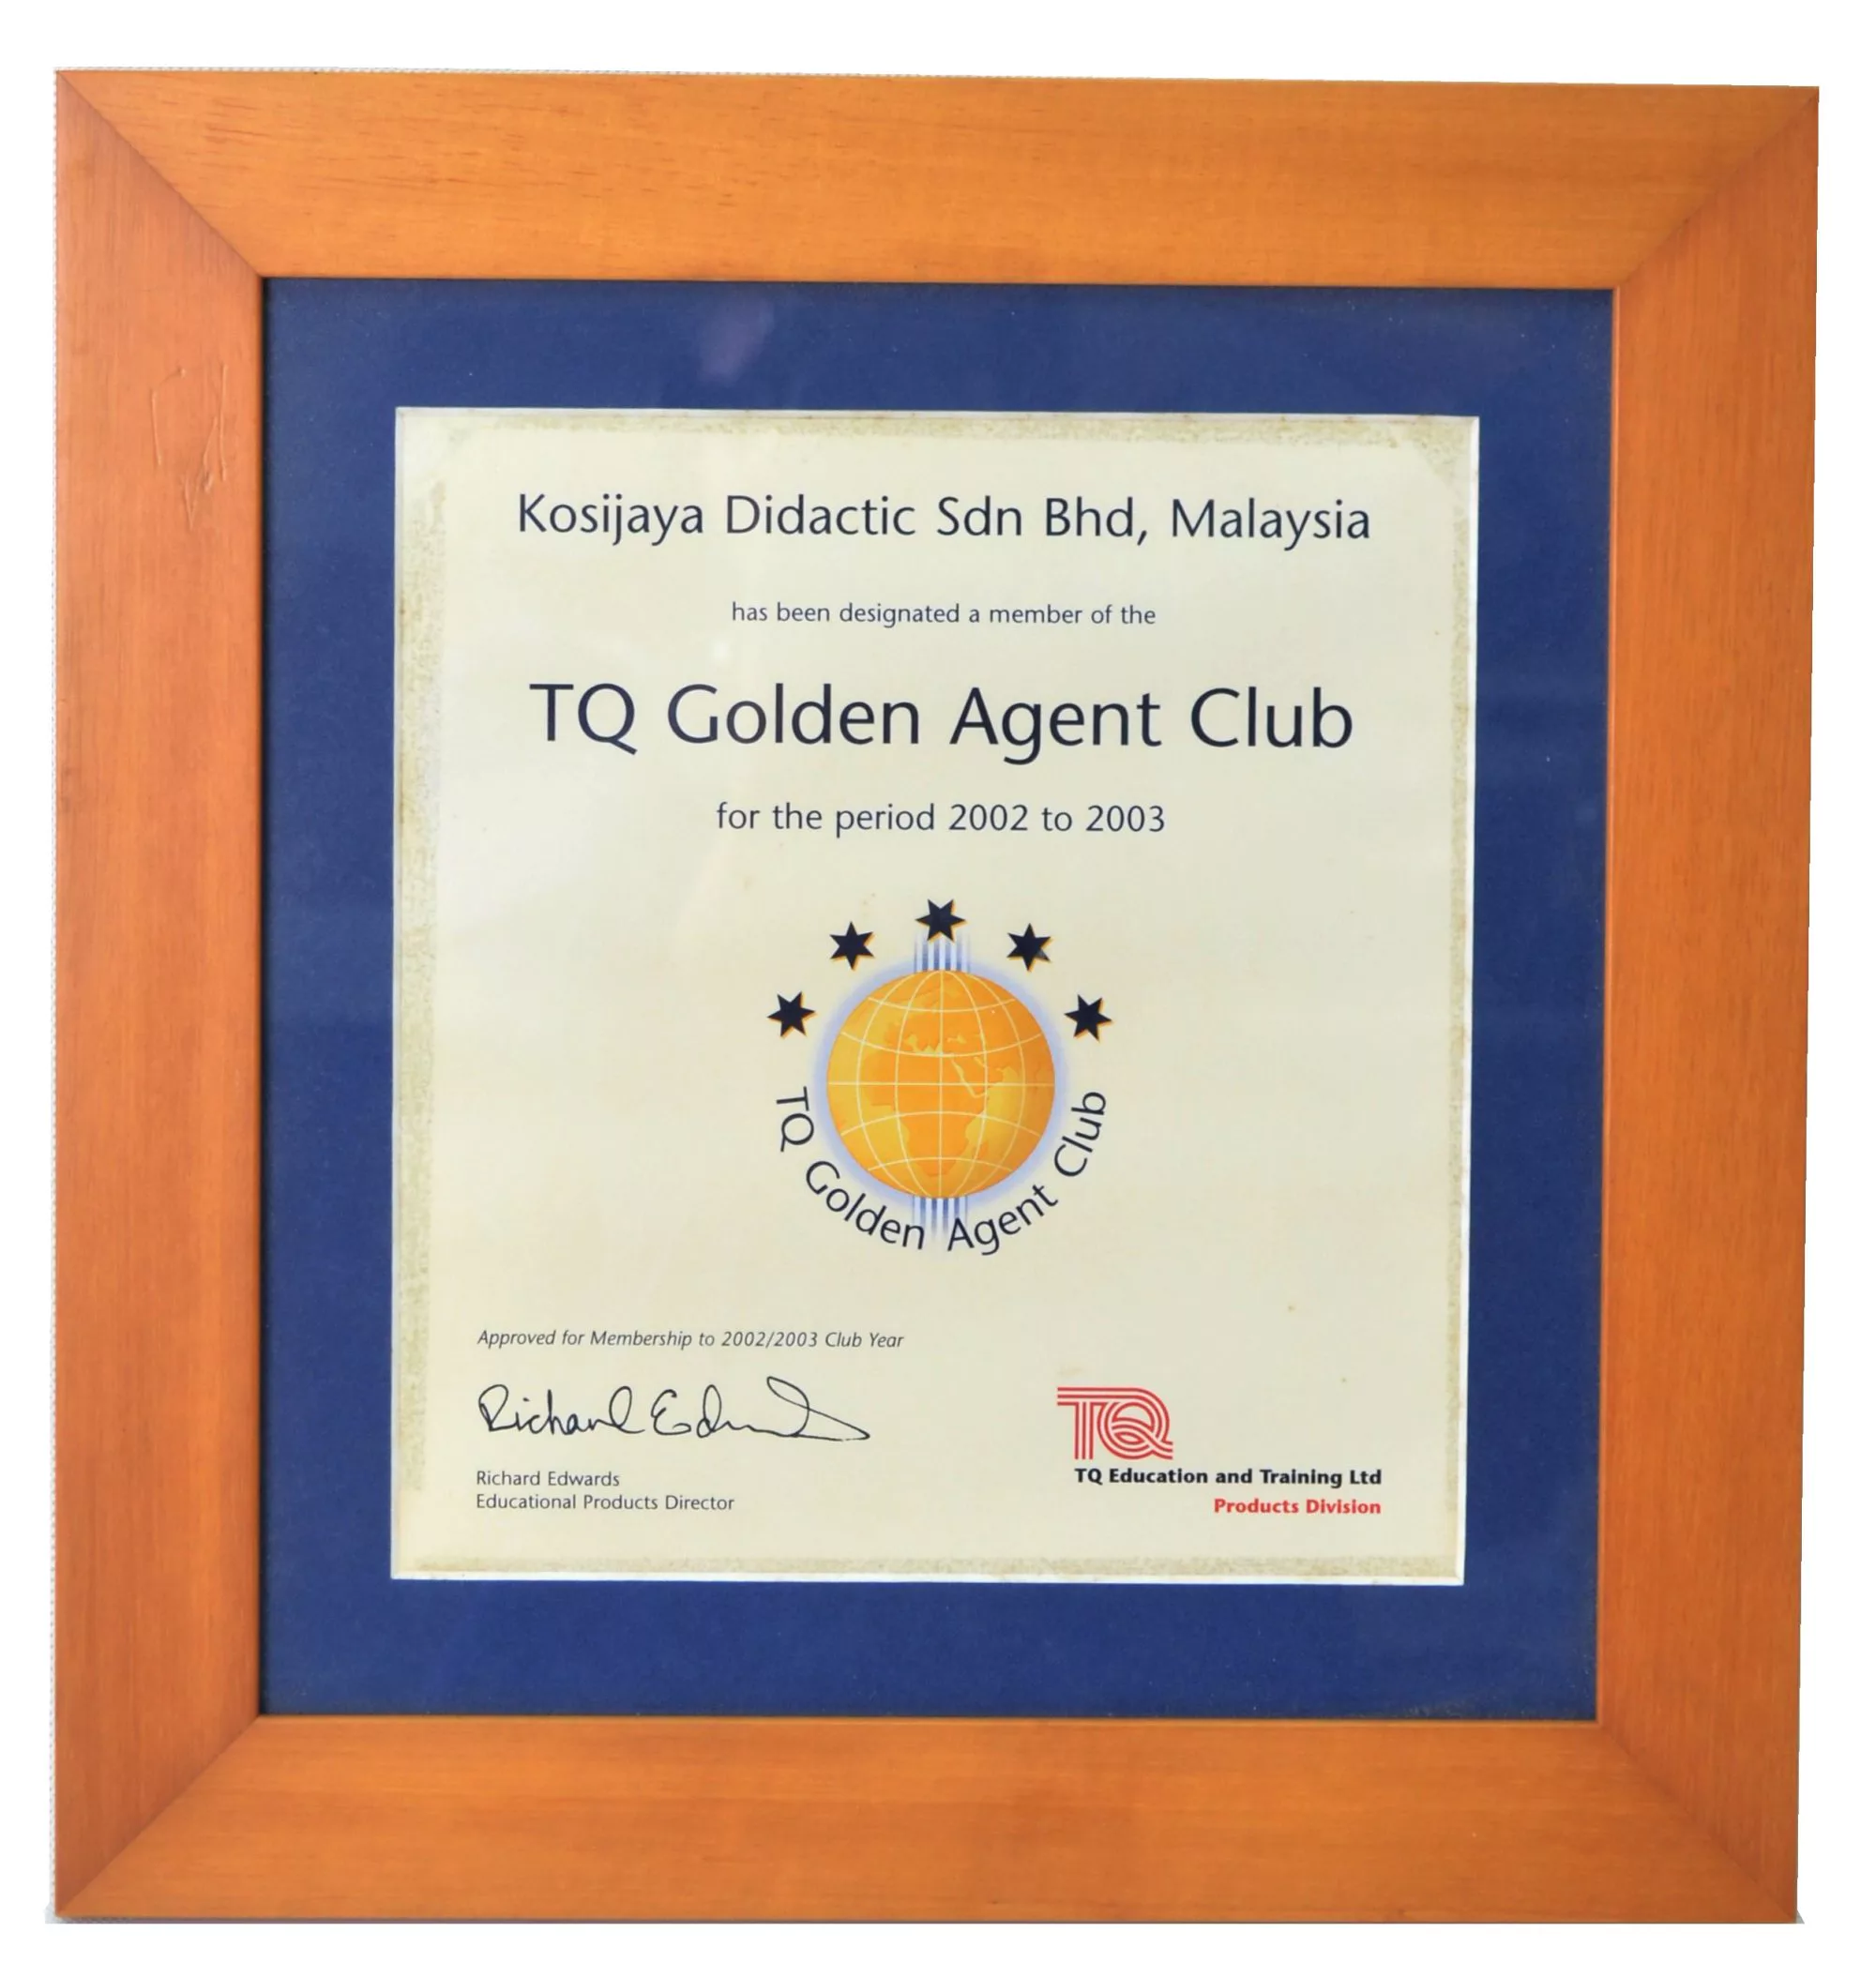 Kosijaya Didactic Sdn Bhd, Malaysia
has been designated a member of the
TQ Golden Agent Club
for the period 2002 to 2003
TQ Golden Agent Club
Approved for Membership to 2002/2003 Club Year
Richard Edwards
Richard Edwards
Educational Products Director
TQ
TQ Education and Training Ltd
Products Division